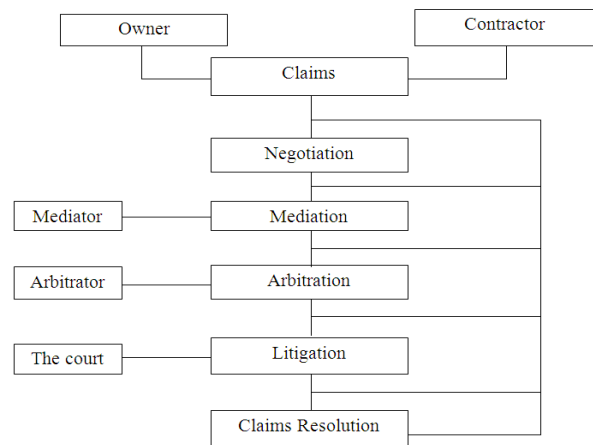 Owner
Contractor
Claims
Negotiation
Mediator
Mediation
Arbitrator
Arbitration
The court
Litigation
Claims Resolution